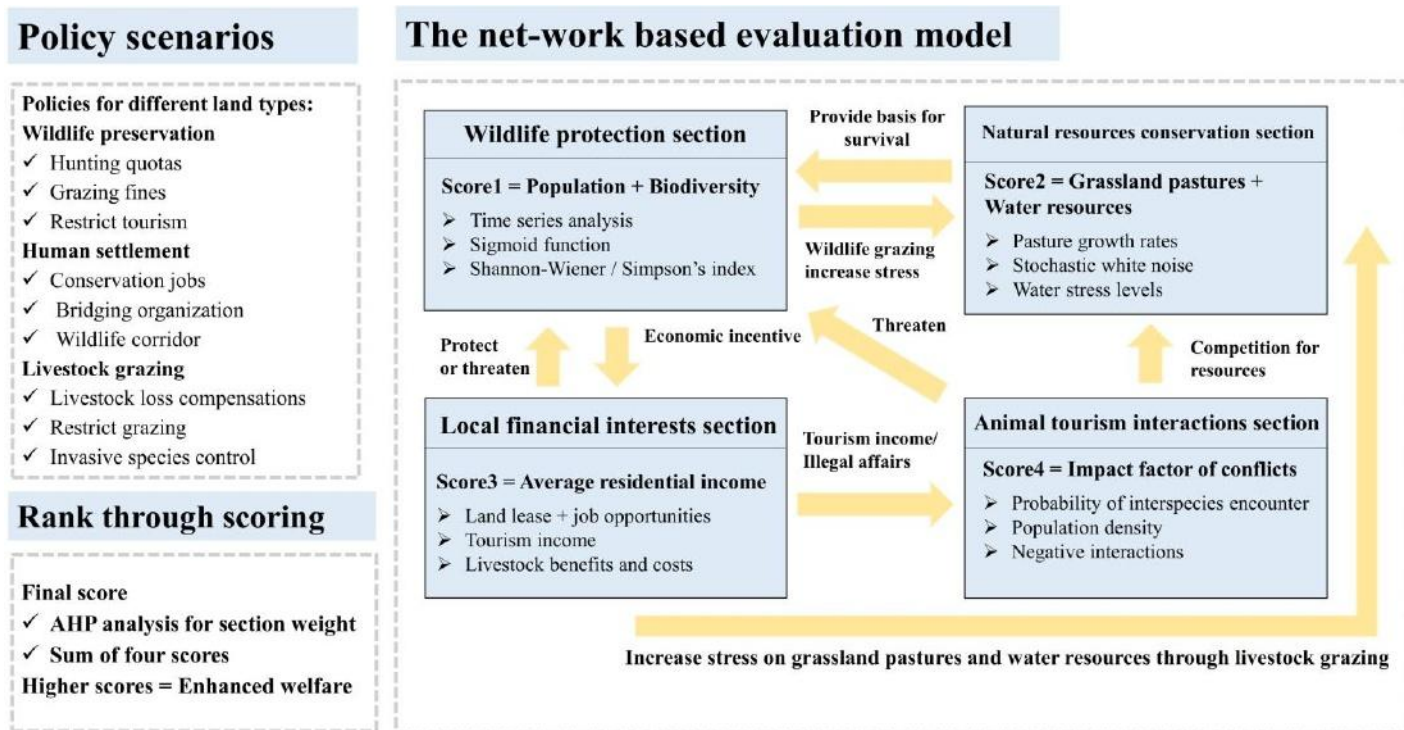 Policy scenarios
Policies for different land types:
Wildlife preservation
✓ Hunting quotas
✓ Grazing fines
✓ Restrict tourism
Human settlement
✓ Conservation jobs
✓ Bridging organization
✓ Wildlife corridor
Livestock grazing
✓ Livestock loss compensations
✓ Restrict grazing
✓ Invasive species control
Rank through scoring
Final score
✓ AHP analysis for section weight
✓ Sum of four scores
Higher scores = Enhanced welfare
The net-work based evaluation model
Wildlife protection section
Score1 = Population + Biodiversity
➢ Time series analysis
➢ Sigmoid function
➢ Shannon-Wiener / Simpson's index
Provide basis for
survival
Wildlife grazing
increase stress
Natural resources conservation section
Score2 = Grassland pastures +
Water resources
➢ Pasture growth rates
➢ Stochastic white noise
➢ Water stress levels
Protect
or threaten
Economic incentive
Threaten
Competition for
resources
Local financial interests section
Score3 = Average residential income
➢ Land lease + job opportunities
➢ Tourism income
➢ Livestock benefits and costs
Tourism income/
Illegal affairs
Animal tourism interactions section
Score4 = Impact factor of conflicts
➢ Probability of interspecies encounter
➢ Population density
➢ Negative interactions
Increase stress on grassland pastures and water resources through livestock grazing